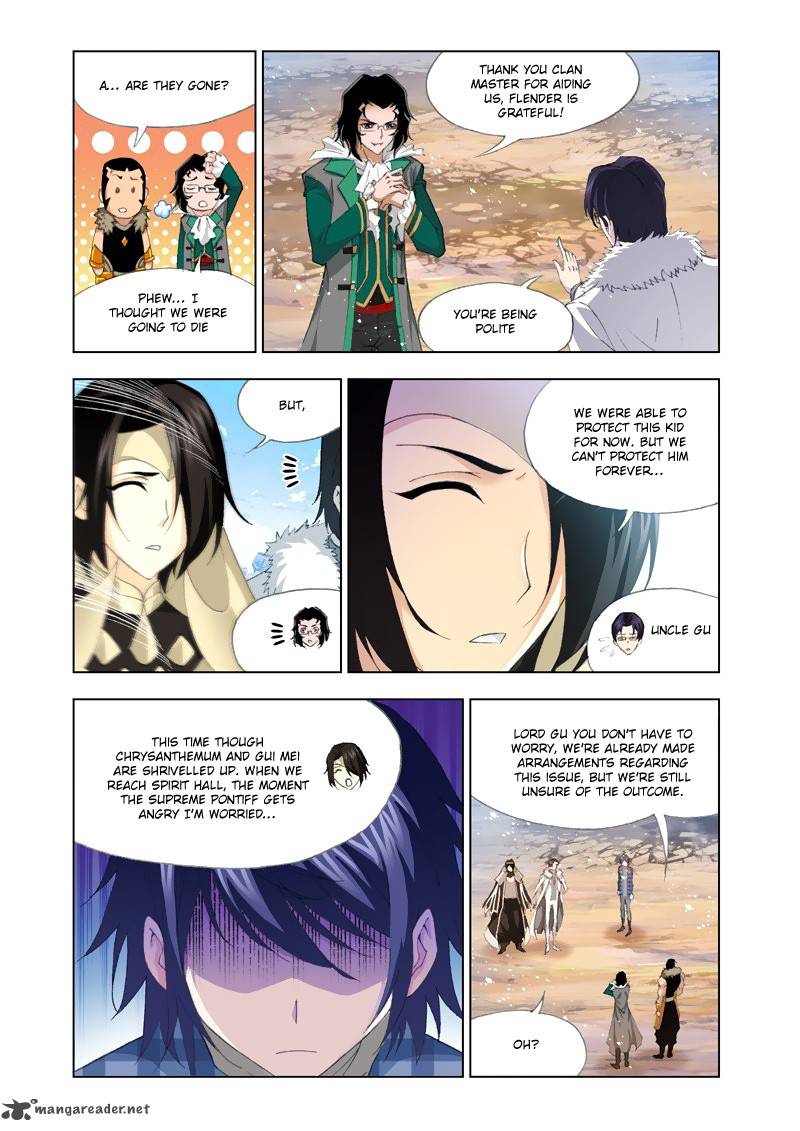 A... ARE THEY GONE?
PHEW... I
THOUGHT WE WERE
GOING TO DIE
THANK YOU CLAN
MASTER FOR AIDING
US, FLENDER IS
GRATEFUL!
YOU'RE BEING
POLITE
BUT,
WE WERE ABLE TO
PROTECT THIS KID
FOR NOW. BUT WE
CAN'T PROTECT HIM
FOREVER...
UNCLE GU
THIS TIME THOUGH
CHRYSANTHEMUM AND GUI MEI
ARE SHRIVELLED UP. WHEN WE
REACH SPIRIT HALL, THE MOMENT
THE SUPREME PONTIFF GETS
ANGRY I'M WORRIED...
LORD GU YOU DON'T HAVE TO
WORRY, WE'RE ALREADY MADE
ARRANGEMENTS REGARDING
THIS ISSUE, BUT WE'RE STILL
UNSURE OF THE OUTCOME.
OH?
mangareader.net